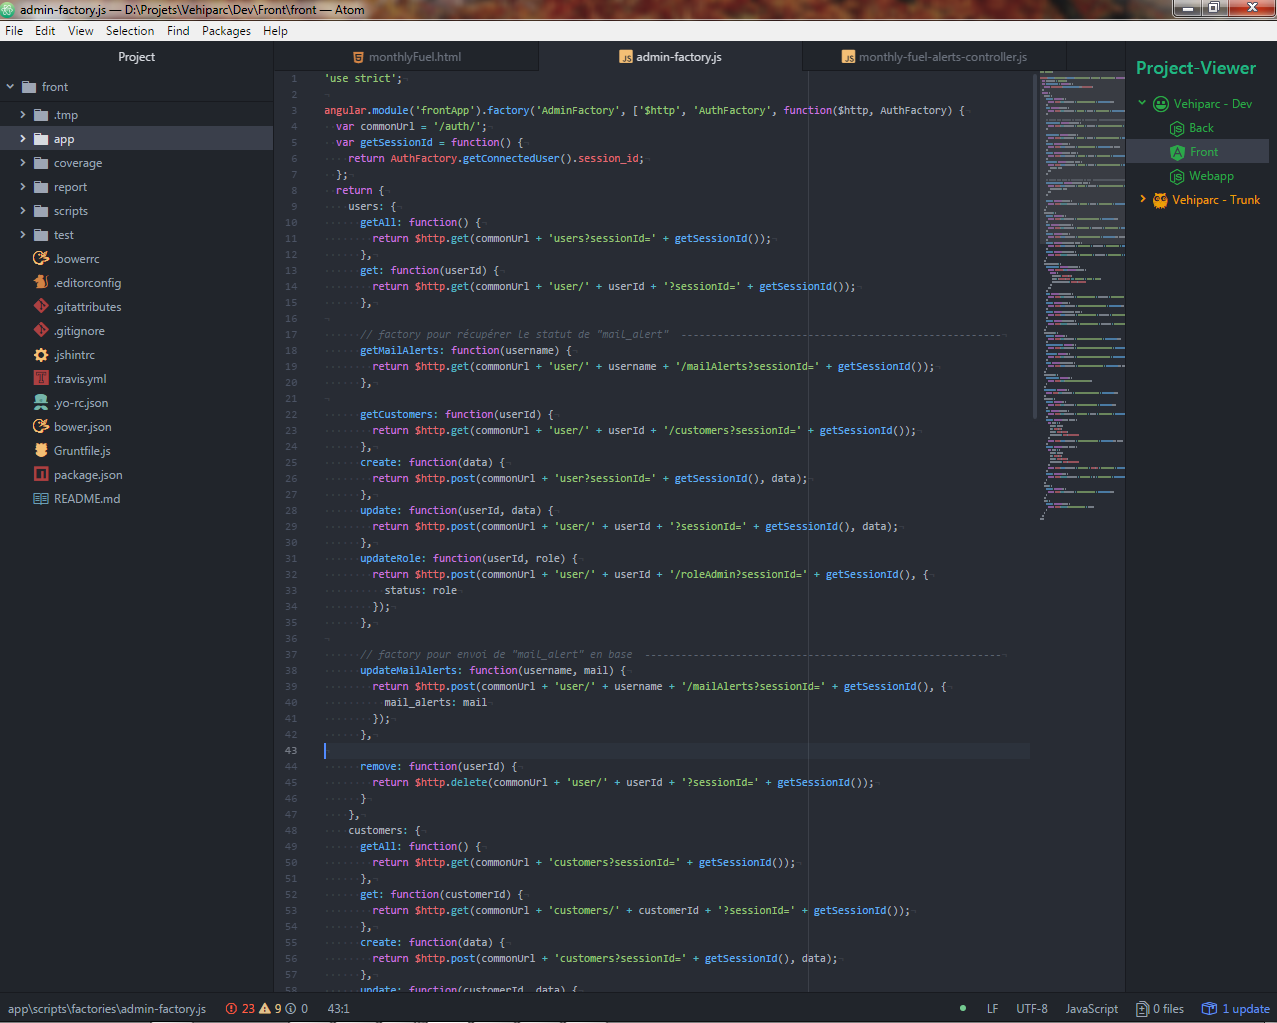 admin-factory.js — D:\Projets\Vehiparc\Dev\Front\front — Atom
File Edit View Selection Find Packages Help
Project
front
.tmp
app
coverage
report
scripts
test
.bowerrc
.editorconfig
.gitattributes
.gitignore
.jshintrc
.travis.yml
.yo-rc.json
bower.json
Gruntfile.js
package.json
README.md
monthlyFuel.html
admin-factory.js
monthly-fuel-alerts-controller.js
1 'use strict';
2
3 angular.module('frontApp').factory('AdminFactory', ['$http', 'AuthFactory', function($http, AuthFactory) {
4 var commonUrl = '/auth/';
5 var getSessionId = function() {
6 return AuthFactory.getConnectedUser().session_id;
7 };
8 return {
9 users: {
10 getAll: function() {
11 return $http.get(commonUrl + 'users?sessionId=' + getSessionId());
12 },
13 get: function(userId) {
14 return $http.get(commonUrl + 'user/' + userId + '?sessionId=' + getSessionId());
15 },
16
17 // factory pour récupérer le statut de "mail_alert" -----------------------------------------------------
18 getMailAlerts: function(username) {
19 return $http.get(commonUrl + 'user/' + username + '/mailAlerts?sessionId=' + getSessionId());
20 },
21
22 getCustomers: function(userId) {
23 return $http.get(commonUrl + 'user/' + userId + '/customers?sessionId=' + getSessionId());
24 },
25 create: function(data) {
26 return $http.post(commonUrl + 'user?sessionId=' + getSessionId(), data);
27 },
28 update: function(userId, data) {
29 return $http.post(commonUrl + 'user/' + userId + '?sessionId=' + getSessionId(), data);
30 },
31 updateRole: function(userId, role) {
32 return $http.post(commonUrl + 'user/' + userId + '/roleAdmin?sessionId=' + getSessionId(), {
33 status: role
34 });
35 },
36
37 // factory pour envoi de "mail_alert" en base -----------------------------------------------------------
38 updateMailAlerts: function(username, mail) {
39 return $http.post(commonUrl + 'user/' + username + '/mailAlerts?sessionId=' + getSessionId(), {
40 mail_alerts: mail
41 });
42 },
43
44 remove: function(userId) {
45 return $http.delete(commonUrl + 'user/' + userId + '?sessionId=' + getSessionId());
46 }
47 },
48 customers: {
49 getAll: function() {
50 return $http.get(commonUrl + 'customers?sessionId=' + getSessionId());
51 },
52 get: function(customerId) {
53 return $http.get(commonUrl + 'customers/' + customerId + '?sessionId=' + getSessionId());
54 },
55 create: function(data) {
56 return $http.post(commonUrl + 'customers?sessionId=' + getSessionId(), data);
57 },
58 update: function(customerId, data) {
Project-Viewer
Vehiparc - Dev
Back
Front
Webapp
Vehiparc - Trunk
app\scripts\factories\admin-factory.js 23 9 0 43:1 LF UTF-8 JavaScript 0 files 1 update